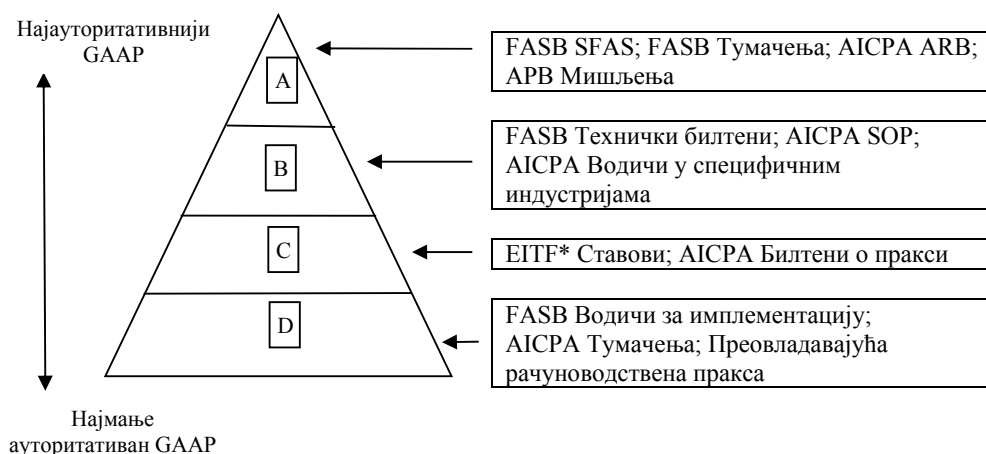 Најауторитативнији
GAAP
A
FASB SFAS; FASB Тумачења; AICPA ARB;
APB Мишљења
B
FASB Технички билтени; AICPA SOP;
AICPA Водичи у специфичним
индустријама
C
EITF* Ставови; AICPA Билтени о пракси
D
FASB Водичи за имплементацију;
AICPA Тумачења; Преовладавајућа
рачуноводствена пракса
Најмање
ауторитативан GAAP